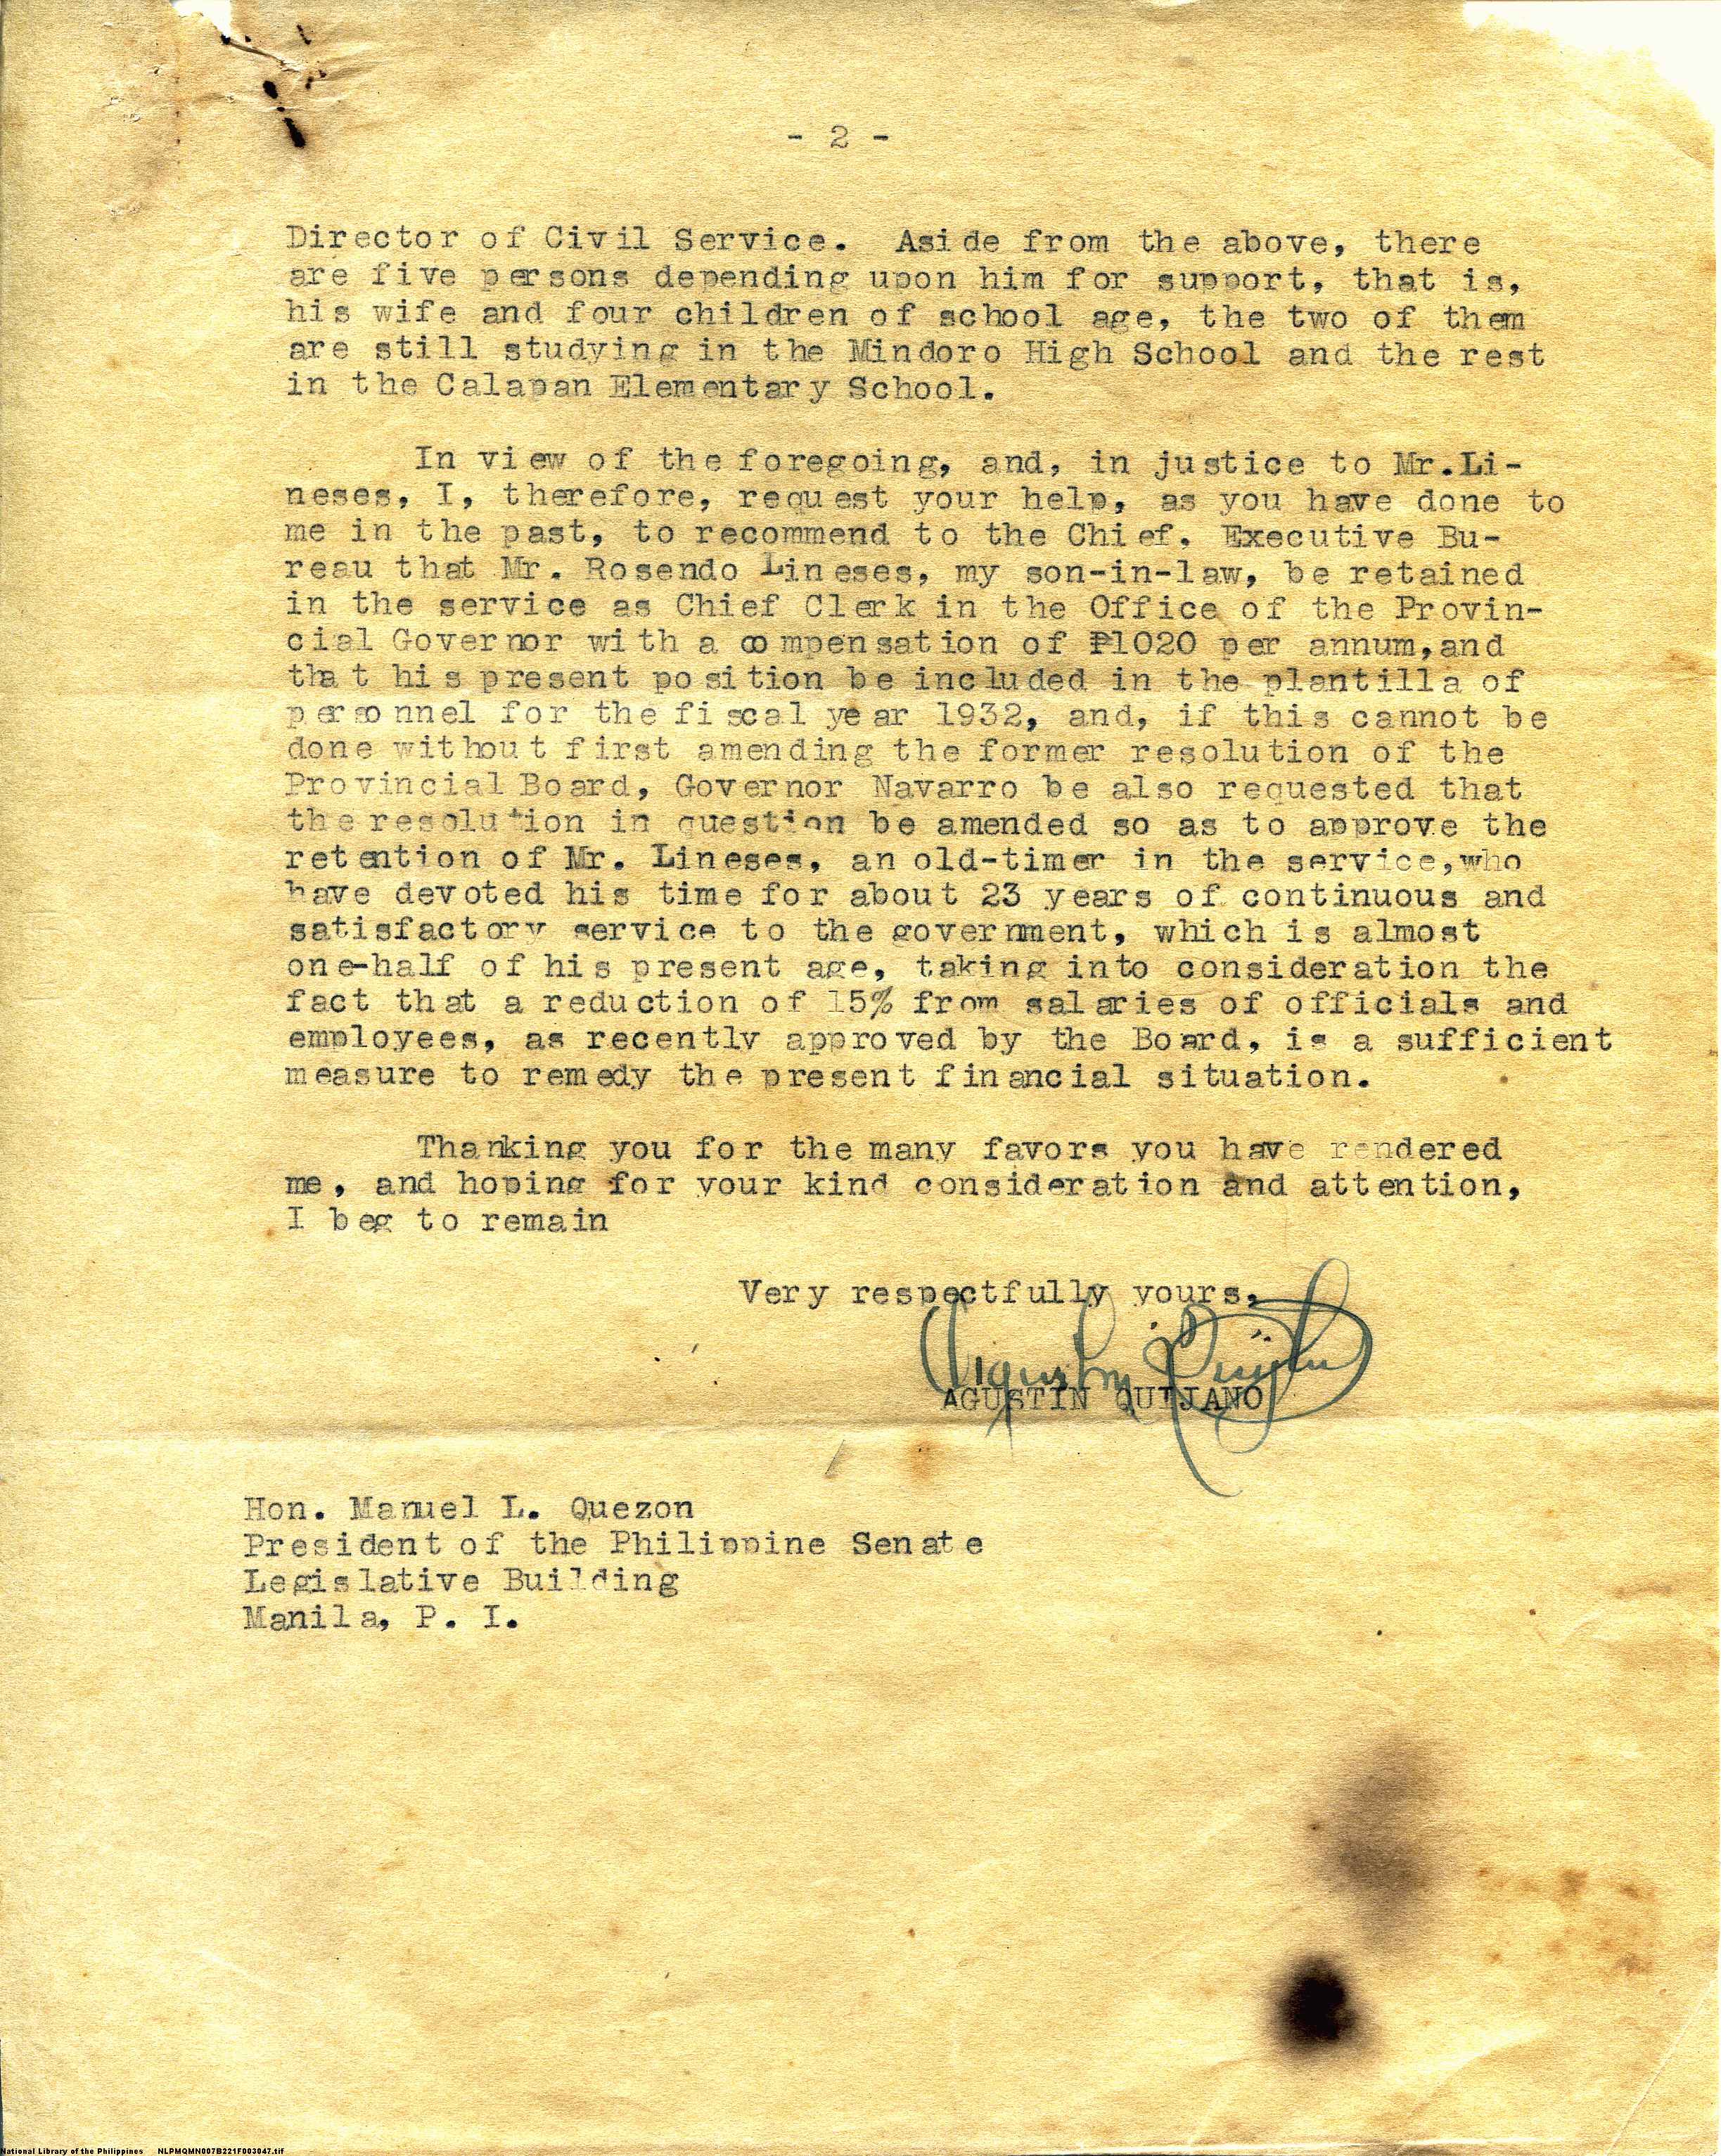 - 2 -
Director of Civil Service. Aside from the above, there
are five persons depending upon him for support, that is,
his wife and four children of school age, the two of them
are still studying in the Mindoro High School and the rest
in the Calapan Elementary School.
In view of the foregoing, and, in justice to Mr.Li-
neses, I, therefore, request your help, as you have done to
me in the past, to recommend to the Chief, Executive Bu-
reau that Mr. Rosendo Lineses, my son-in-law, be retained
in the service as Chief Clerk in the Office of the Provin-
cial Governor with a compensation of ₱1020 per annum,and
that his present position be included in the plantilla of
personnel for the fiscal year 1932, and, if this cannot be
done without first amending the former resolution of the
Provincial Board, Governor Navarro be also requested that
the resolution in question be amended so as to approve the
retention of Mr. Lineses, an old-timer in the service,who
have devoted his time for about 23 years of continuous and
satisfactory service to the government, which is almost
one-half of his present age, taking into consideration the
fact that a reduction of 15% from salaries of officials and
employees, as recently approved by the Board, is a sufficient
measure to remedy the present financial situation.
Thanking you for the many favors you have rendered
me, and hoping for your kind consideration and attention,
I beg to remain
Very respectfully yours,
Agustin Quijano
AGUSTIN QUIJANO
Hon. Manuel L. Quezon
President of the Philippine Senate
Legislative Building
Manila, P. I.
National Library of the Philippines NLPMQMN007B221F003047.tif